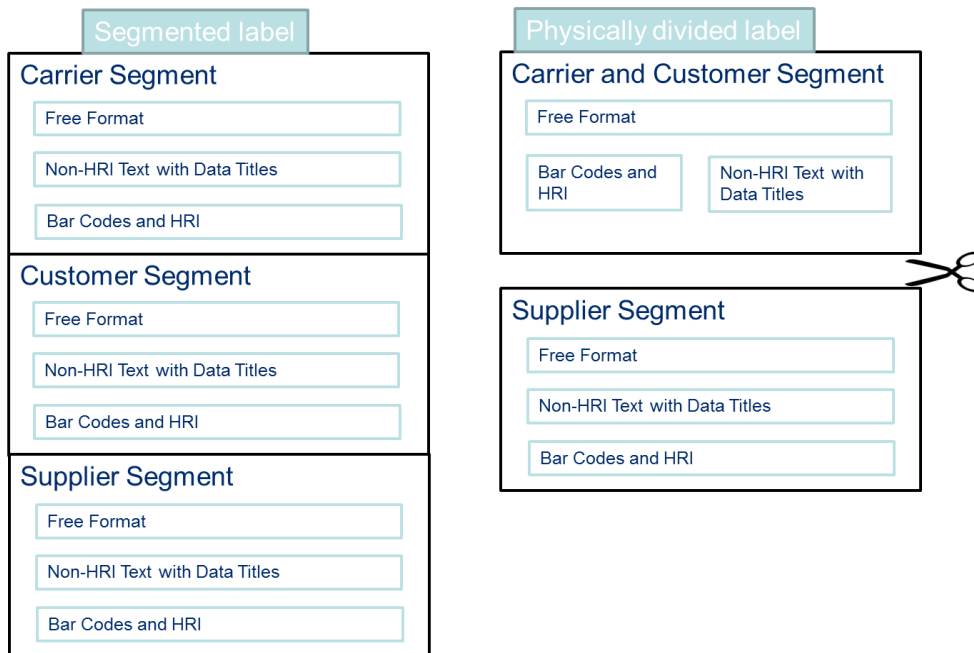 Segmented label
Carrier Segment
Free Format
Non-HRI Text with Data Titles
Bar Codes and HRI
Customer Segment
Free Format
Non-HRI Text with Data Titles
Bar Codes and HRI
Supplier Segment
Free Format
Non-HRI Text with Data Titles
Bar Codes and HRI
Physically divided label
Carrier and Customer Segment
Free Format
Bar Codes and
HRI
Non-HRI Text with
Data Titles
Supplier Segment
Free Format
Non-HRI Text with Data Titles
Bar Codes and HRI